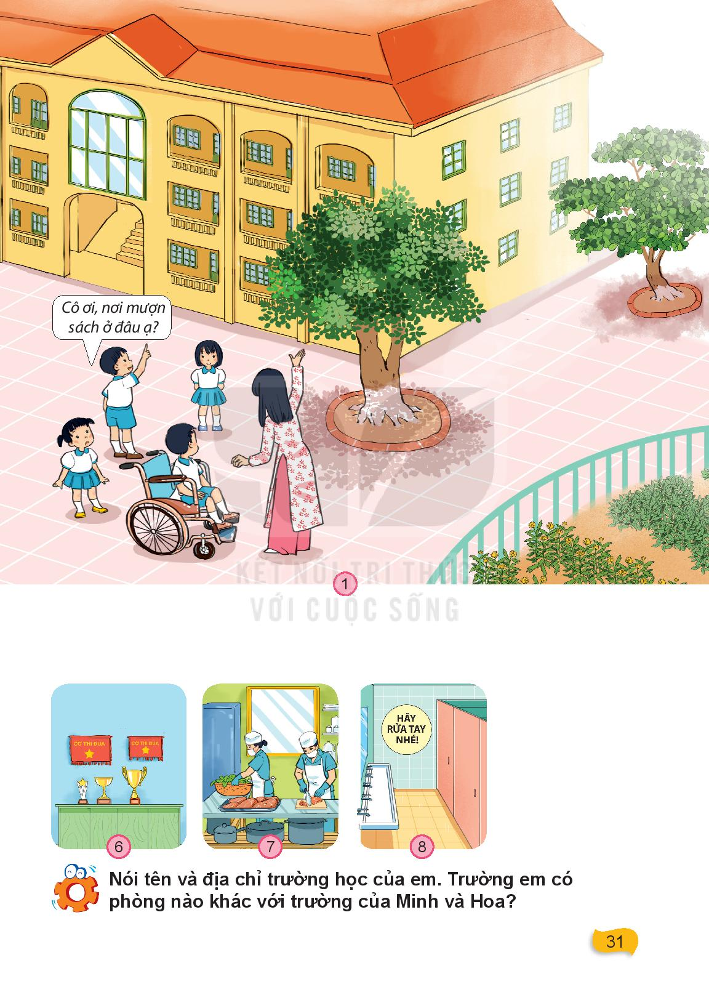 Cô ơi, nơi mượn
sách ở đâu ạ?
KẾT NỐI TRI THỨC
VỚI CUỘC SỐNG
1
CỜ THI ĐUA
CỜ THI ĐUA
HÃY
RỬA TAY
NHÉ!
6
7
8
Nói tên và địa chỉ trường học của em. Trường em có
phòng nào khác với trường của Minh và Hoa?
31